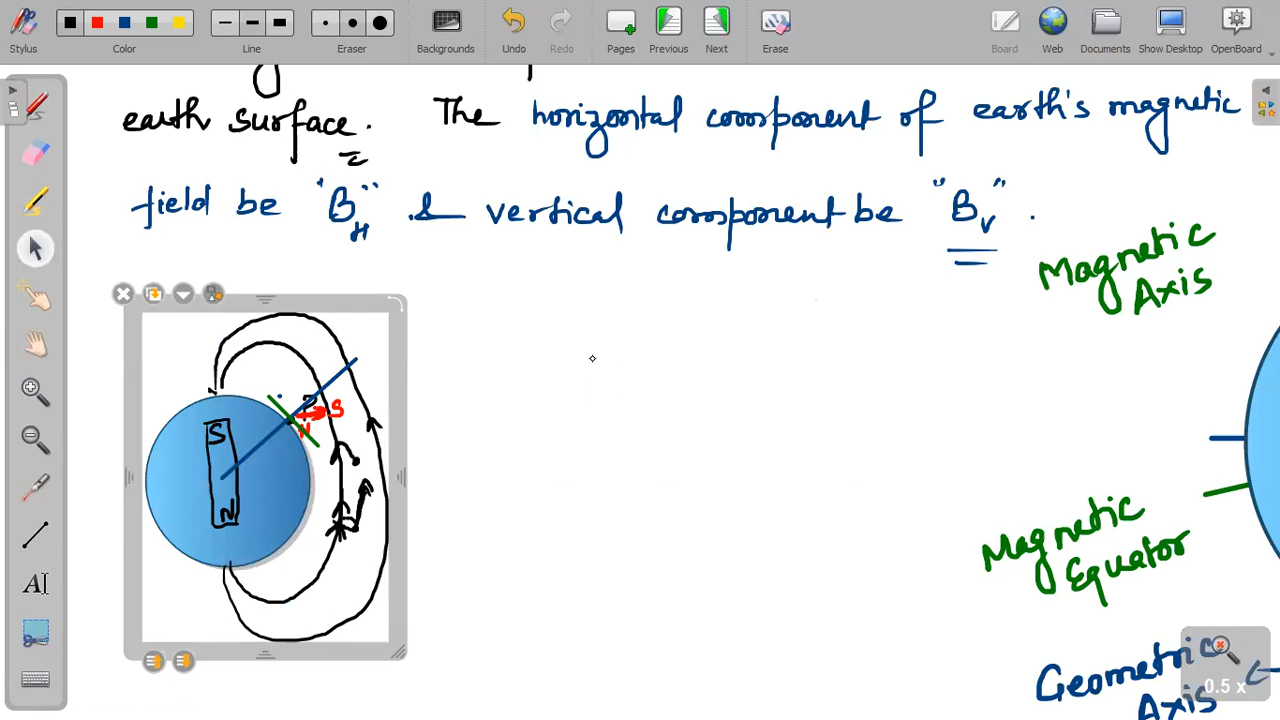 Stylus
Color
Line
Eraser
Backgrounds
Undo
Redo
Pages
Previous
Next
Erase
Board
Web
Documents
Show Desktop
OpenBoard
earth surface. The horizontal component of earth's magnetic
field be "B_H" & vertical component be "B_V".
Magnetic
Axis
S
N
P
S
N
Magnetic
Equator
Geometric
Axis
0.5 x